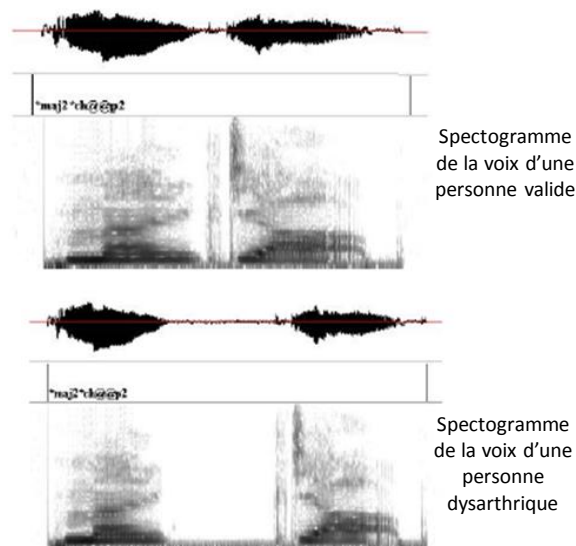 *maj2*ch@@p2
Spectogramme
de la voix d'une
personne valide
*maj2*ch@@p2
Spectogramme
de la voix d'une
personne
dysarthrique